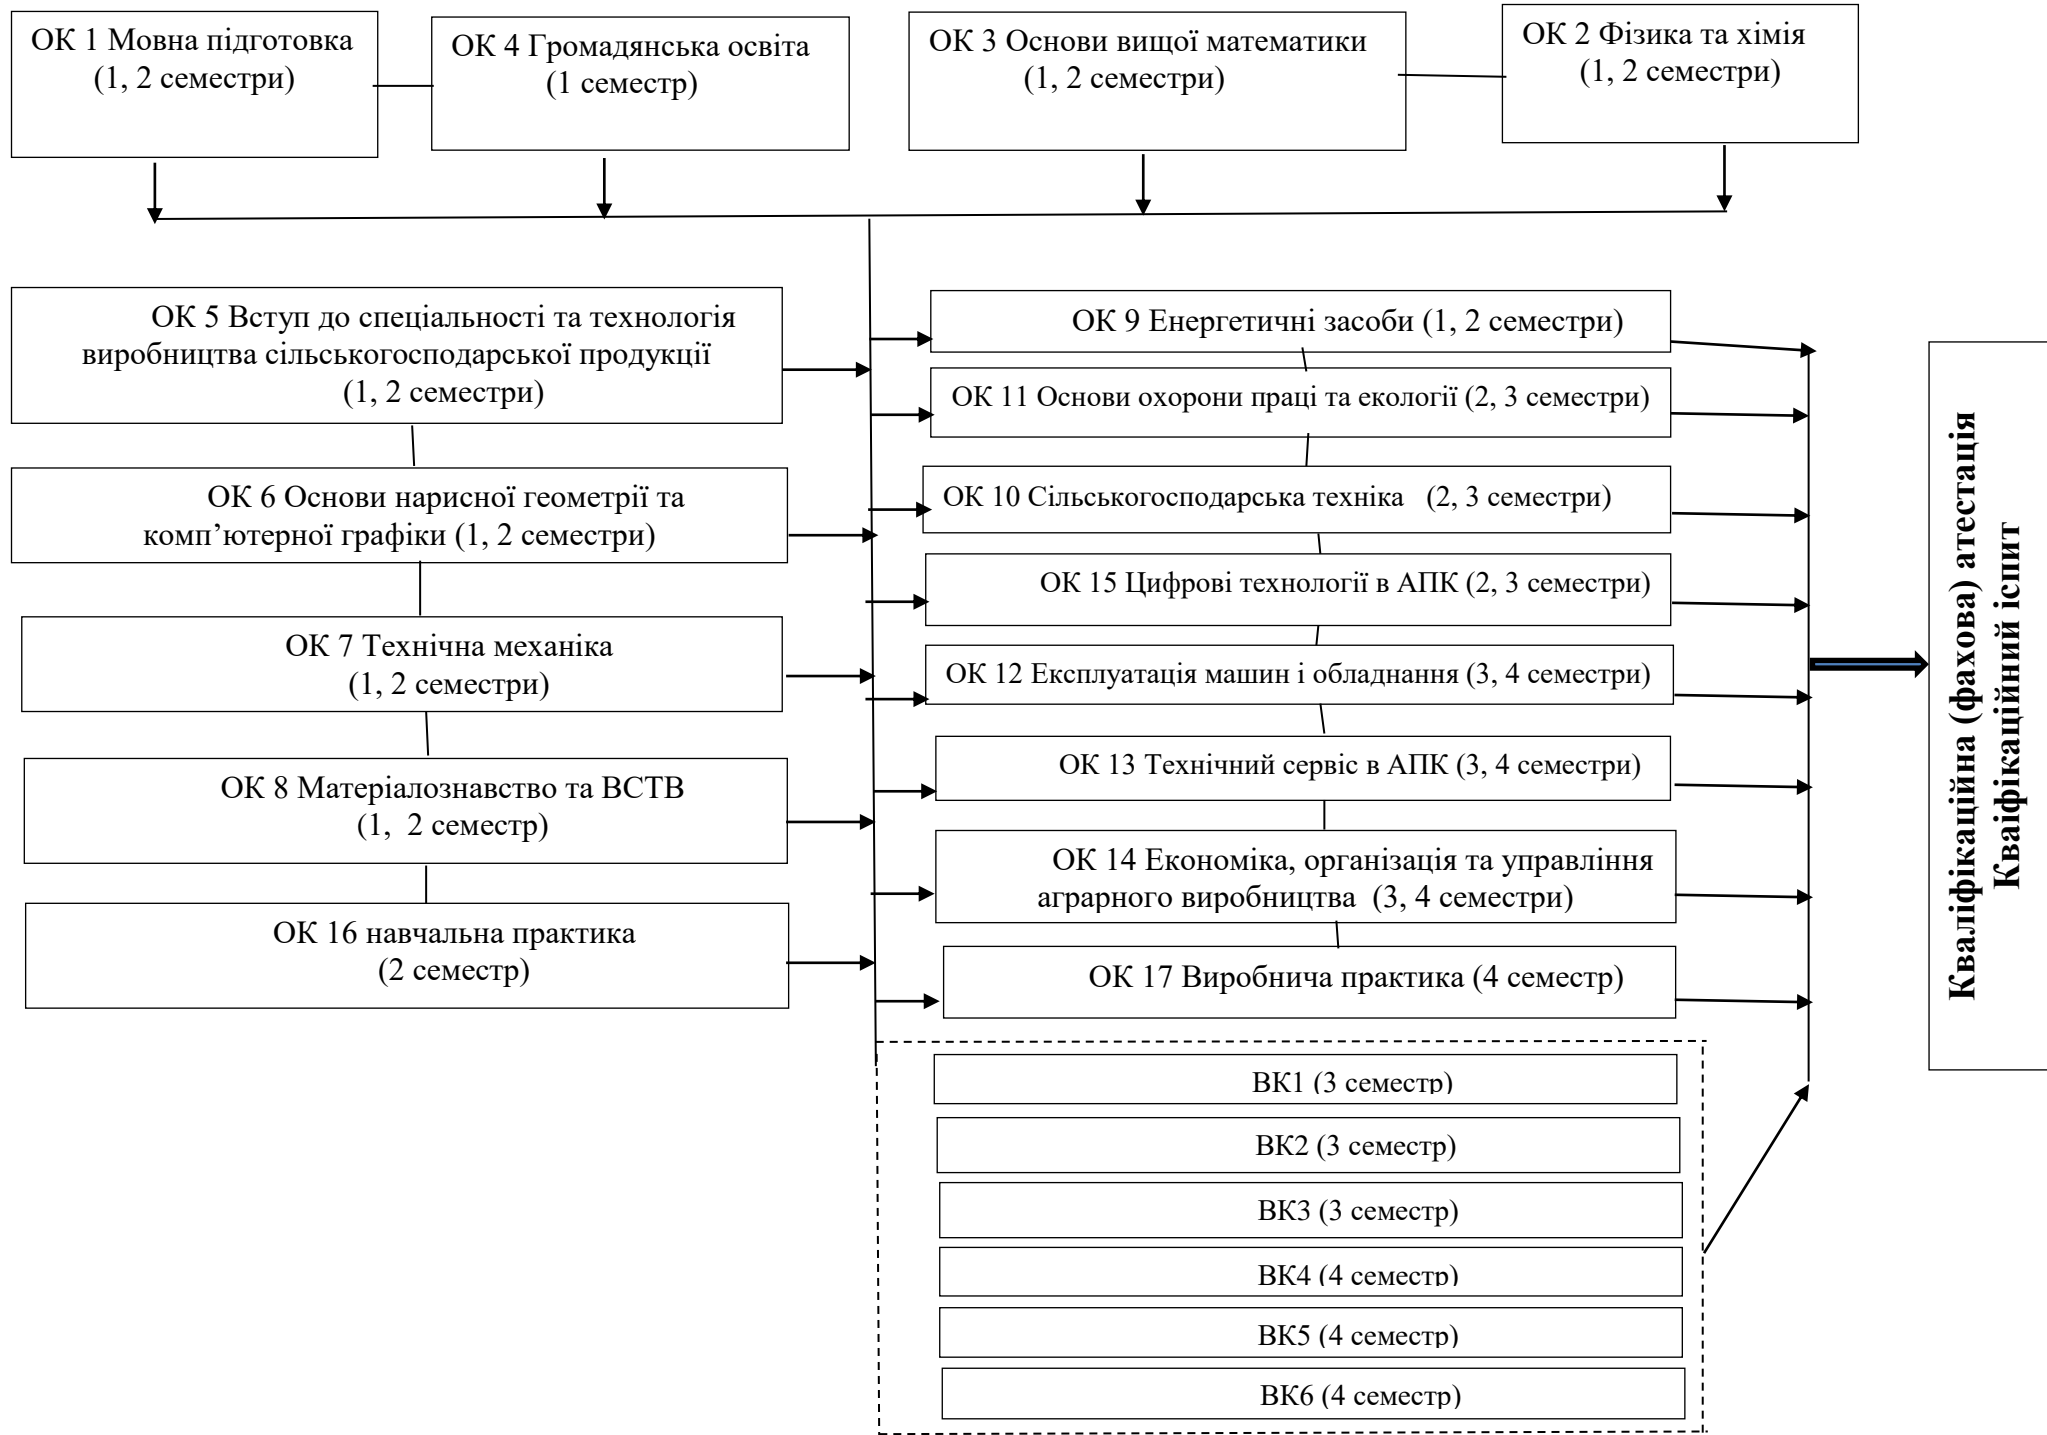 ОК 1 Мовна підготовка
(1, 2 семестри)
ОК 4 Громадянська освіта
(1 семестр)
ОК 3 Основи вищої математики
(1, 2 семестри)
ОК 2 Фізика та хімія
(1, 2 семестри)
ОК 5 Вступ до спеціальності та технологія
виробництва сільськогосподарської продукції
(1, 2 семестри)
ОК 6 Основи нарисної геометрії та
комп’ютерної графіки (1, 2 семестри)
ОК 7 Технічна механіка
(1, 2 семестри)
ОК 8 Матеріалознавство та ВСТВ
(1, 2 семестр)
ОК 16 навчальна практика
(2 семестр)
ОК 9 Енергетичні засоби (1, 2 семестри)
ОК 11 Основи охорони праці та екології (2, 3 семестри)
ОК 10 Сільськогосподарська техніка (2, 3 семестри)
ОК 15 Цифрові технології в АПК (2, 3 семестри)
ОК 12 Експлуатація машин і обладнання (3, 4 семестри)
ОК 13 Технічний сервіс в АПК (3, 4 семестри)
ОК 14 Економіка, організація та управління
аграрного виробництва (3, 4 семестри)
ОК 17 Виробнича практика (4 семестр)
ВК1 (3 семестр)
ВК2 (3 семестр)
ВК3 (3 семестр)
ВК4 (4 семестр)
ВК5 (4 семестр)
ВК6 (4 семестр)
Кваліфікаційна (фахова) атестація
Кваіфікаційний іспит